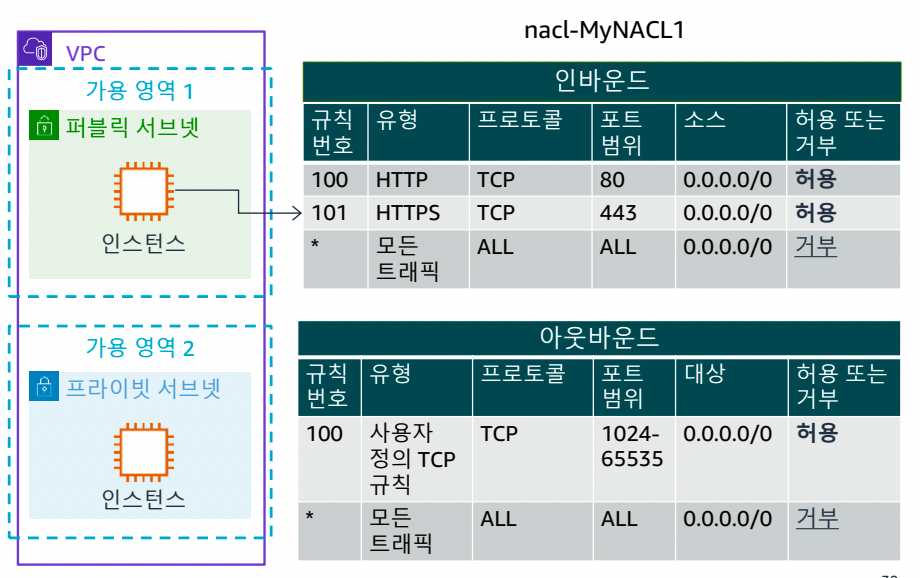 nacl-MyNACL1
VPC
가용 영역 1
퍼블릭 서브넷
인스턴스
가용 영역 2
프라이빗 서브넷
인스턴스
인바운드
규칙 번호 유형 프로토콜 포트 범위 소스 허용 또는 거부
100 HTTP TCP 80 0.0.0.0/0 허용
101 HTTPS TCP 443 0.0.0.0/0 허용
* 모든 트래픽 ALL ALL 0.0.0.0/0 거부
아웃바운드
규칙 번호 유형 프로토콜 포트 범위 대상 허용 또는 거부
100 사용자 정의 TCP 규칙 TCP 1024-65535 0.0.0.0/0 허용
* 모든 트래픽 ALL ALL 0.0.0.0/0 거부